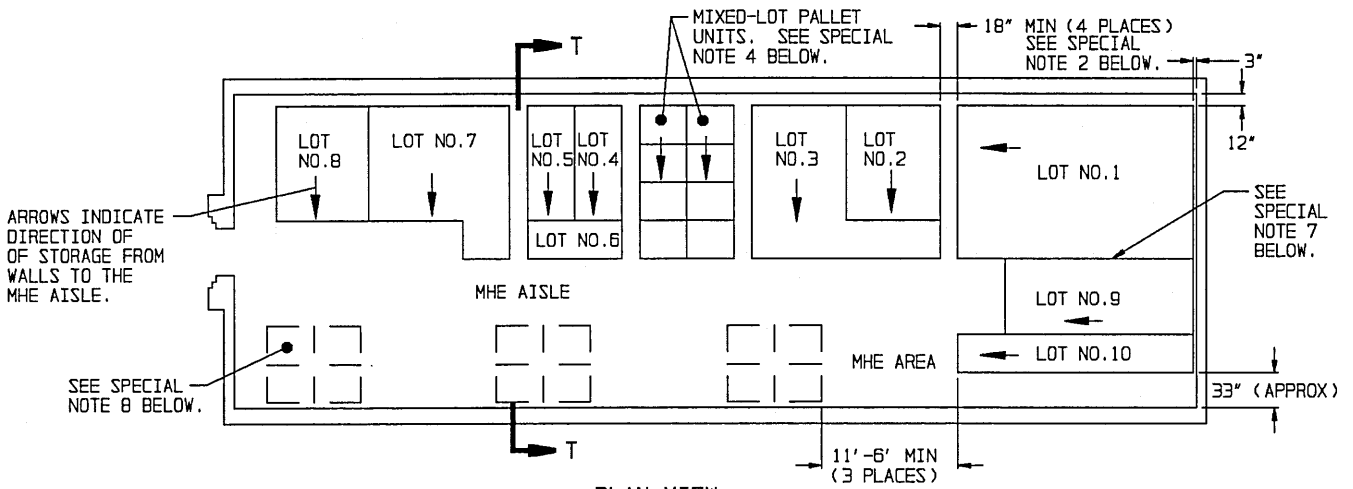 MIXED-LOT PALLET
UNITS. SEE SPECIAL
NOTE 4 BELOW.
18" MIN (4 PLACES)
SEE SPECIAL
NOTE 2 BELOW.
3"
T
12"
LOT
NO.8
LOT NO.7
LOT
NO.5
LOT
NO.4
LOT NO.6
LOT
NO.3
LOT
NO.2
LOT NO.1
SEE
SPECIAL
NOTE 7
BELOW.
ARROWS INDICATE
DIRECTION OF
OF STORAGE FROM
WALLS TO THE
MHE AISLE.
MHE AISLE
LOT NO.9
LOT NO.10
MHE AREA
SEE SPECIAL
NOTE 8 BELOW.
33" (APPROX)
T
11'-6' MIN
(3 PLACES)
PLAN VIEW